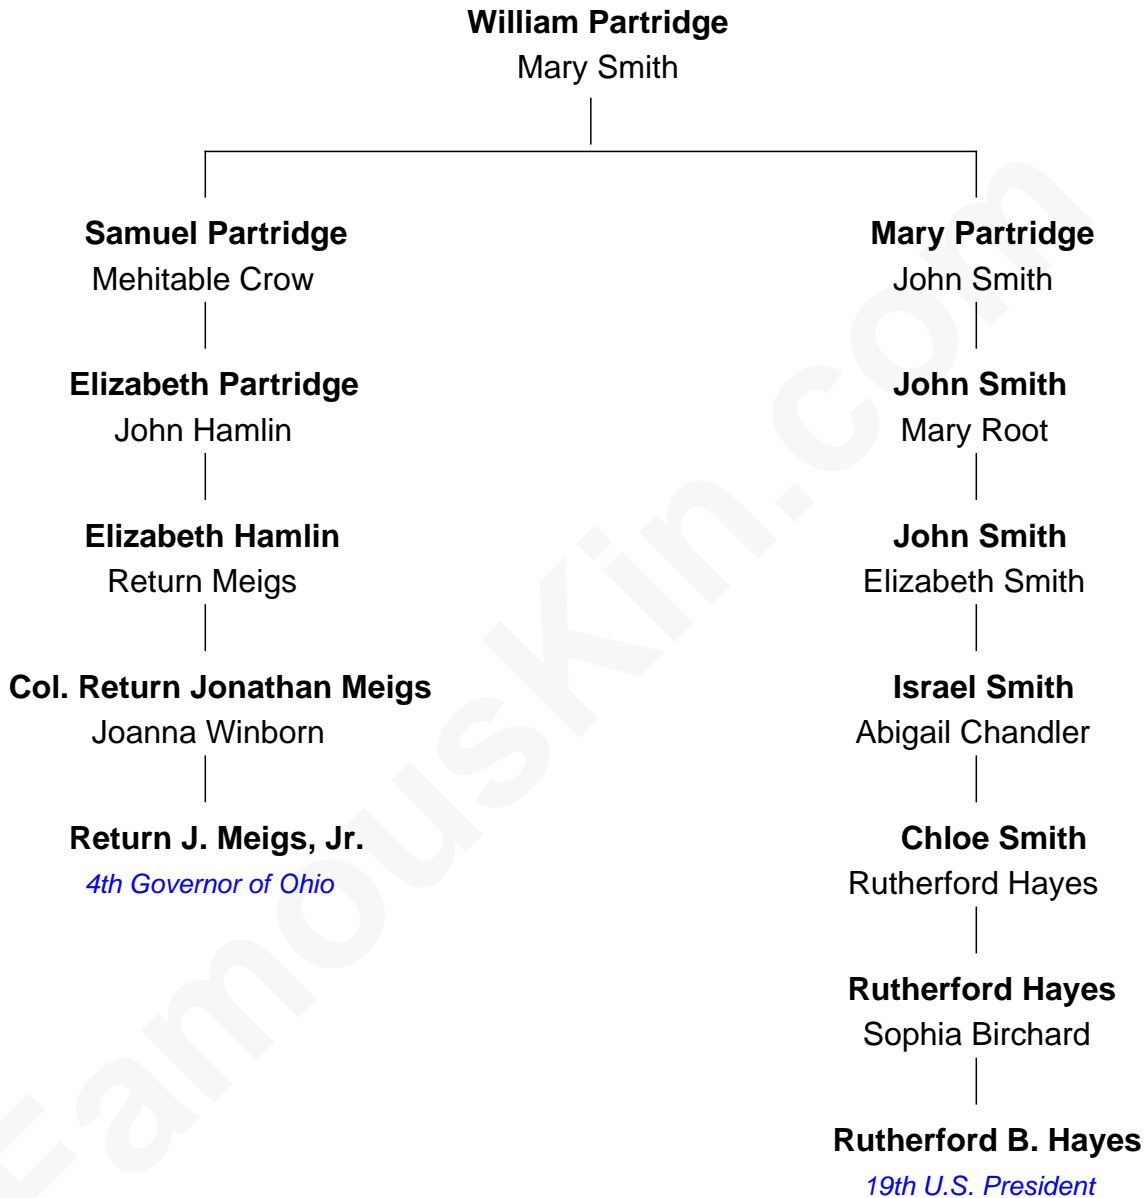 William Partridge
Mary Smith
Samuel Partridge
Mehitable Crow
Mary Partridge
John Smith
Elizabeth Partridge
John Hamlin
John Smith
Mary Root
Elizabeth Hamlin
Return Meigs
John Smith
Elizabeth Smith
Col. Return Jonathan Meigs
Joanna Winborn
Israel Smith
Abigail Chandler
Return J. Meigs, Jr.
4th Governor of Ohio
Chloe Smith
Rutherford Hayes
Rutherford Hayes
Sophia Birchard
Rutherford B. Hayes
19th U.S. President
FamousKin.com